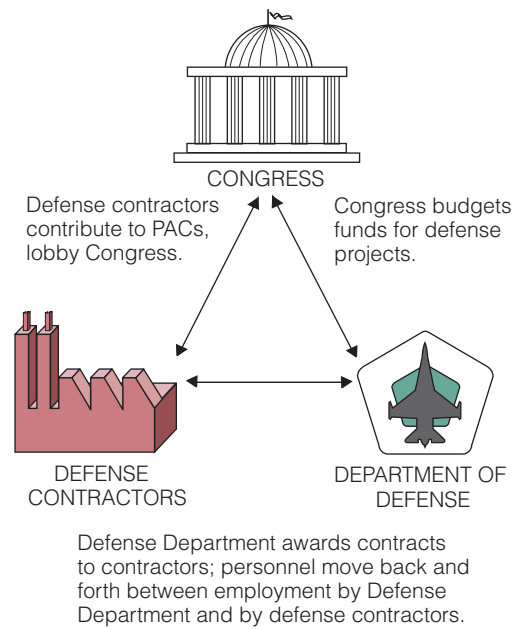 CONGRESS
Defense contractors
contribute to PACs,
lobby Congress.
Congress budgets
funds for defense
projects.
DEFENSE
CONTRACTORS
DEPARTMENT OF
DEFENSE
Defense Department awards contracts
to contractors; personnel move back and
forth between employment by Defense
Department and by defense contractors.